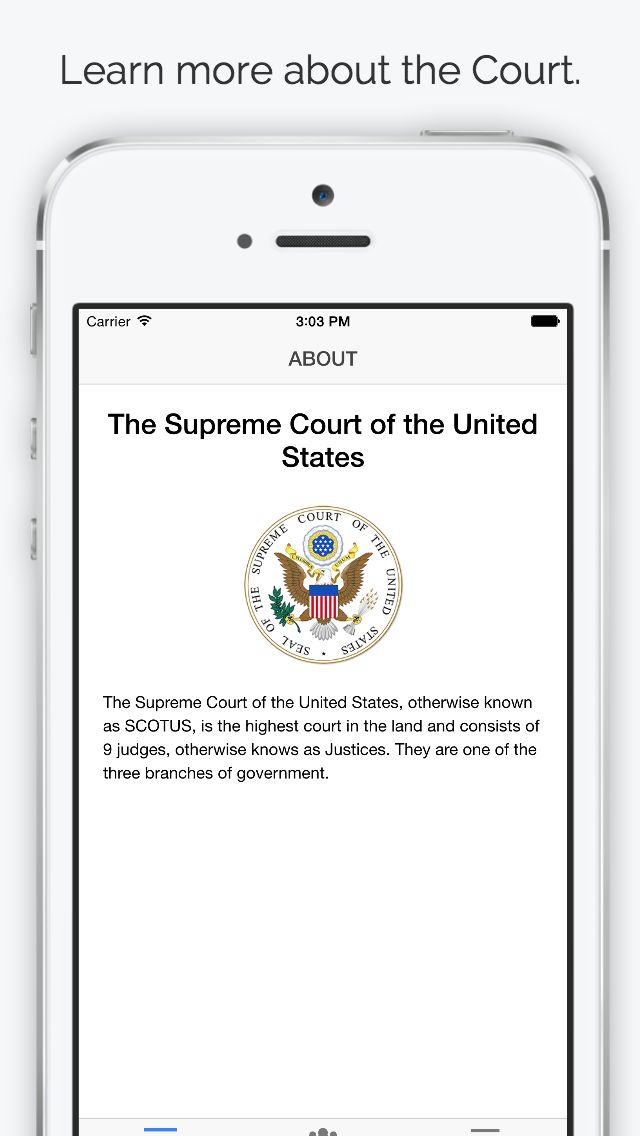 Learn more about the Court.
Carrier 3:03 PM
ABOUT
The Supreme Court of the United
States
SEAL OF THE SUPREME COURT OF THE UNITED STATES
The Supreme Court of the United States, otherwise known
as SCOTUS, is the highest court in the land and consists of
9 judges, otherwise knows as Justices. They are one of the
three branches of government.